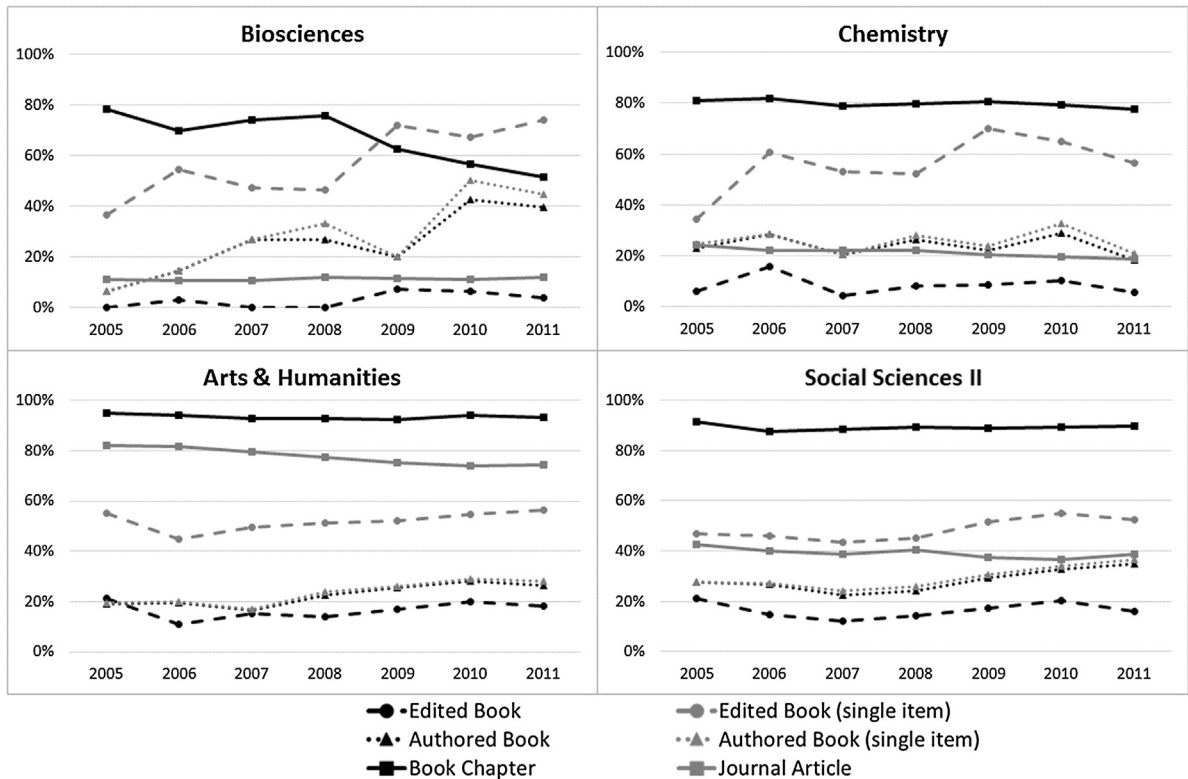 Biosciences
100%
80%
60%
40%
20%
0%
2005 2006 2007 2008 2009 2010 2011
Chemistry
100%
80%
60%
40%
20%
0%
2005 2006 2007 2008 2009 2010 2011
Arts & Humanities
100%
80%
60%
40%
20%
0%
2005 2006 2007 2008 2009 2010 2011
Social Sciences II
100%
80%
60%
40%
20%
0%
2005 2006 2007 2008 2009 2010 2011
Edited Book
Edited Book (single item)
Authored Book
Authored Book (single item)
Book Chapter
Journal Article